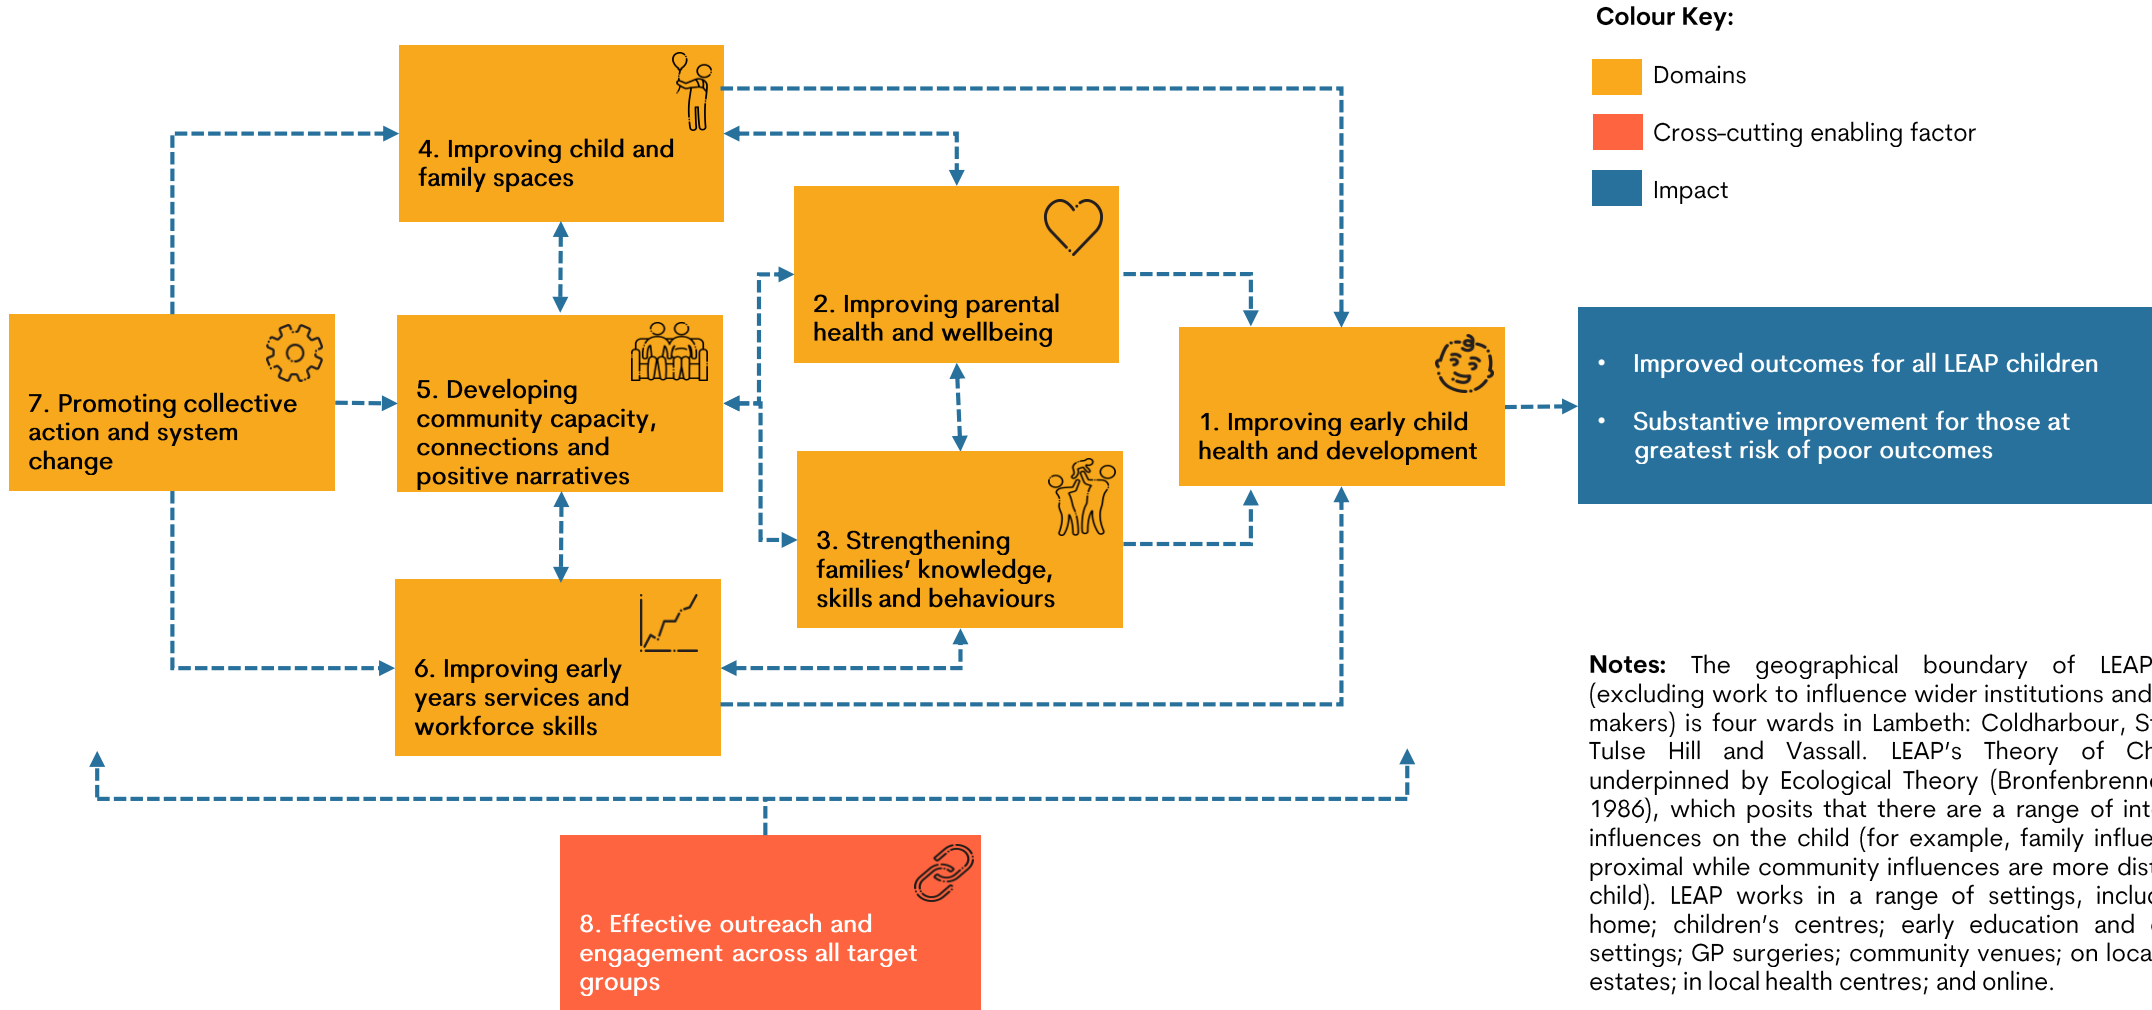 Colour Key:
Domains
Cross-cutting enabling factor
Impact
4. Improving child and
family spaces
2. Improving parental
health and wellbeing
7. Promoting collective
action and system
change
5. Developing
community capacity,
connections and
positive narratives
1. Improving early child
health and development
• Improved outcomes for all LEAP children
• Substantive improvement for those at
greatest risk of poor outcomes
3. Strengthening
families' knowledge,
skills and behaviours
6. Improving early
years services and
workforce skills
8. Effective outreach and
engagement across all target
groups
Notes: The geographical boundary of LEAP
(excluding work to influence wider institutions and
makers) is four wards in Lambeth: Coldharbour,
Tulse Hill and Vassall. LEAP's Theory of
underpinned by Ecological Theory
1986), which posits that there are a range of
influences on the child (for example, family
proximal while community influences are more
child). LEAP works in a range of settings,
home; children's centres; early education and
settings; GP surgeries; community venues; on
estates; in local health centres; and online.